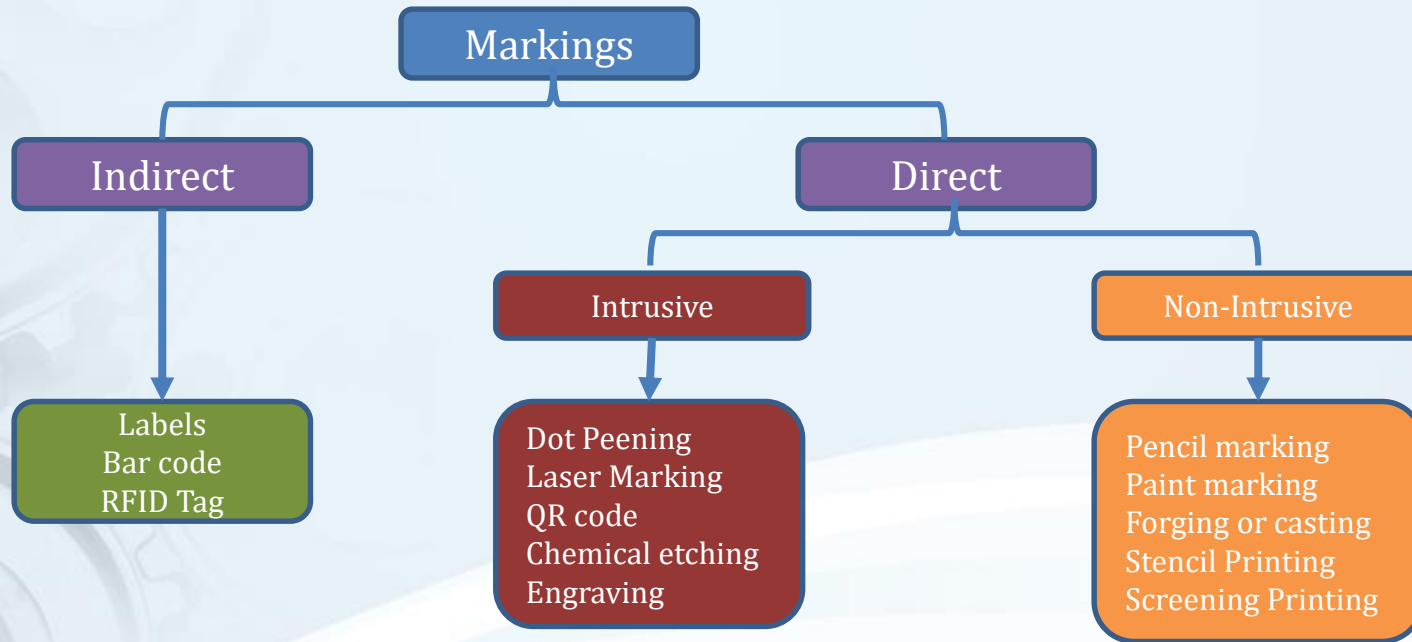 Markings
Indirect
Direct
Intrusive
Non-Intrusive
Labels
Bar code
RFID Tag
Dot Peening
Laser Marking
QR code
Chemical etching
Engraving
Pencil marking
Paint marking
Forging or casting
Stencil Printing
Screening Printing